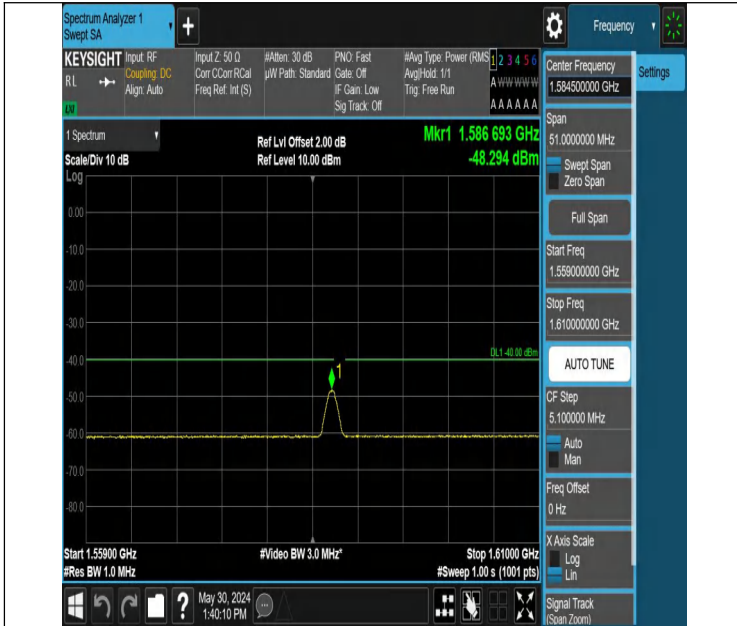 Spectrum Analyzer 1
Swept SA
+
Frequency
KEYSIGHT
RL
Input: RF
Coupling: DC
Align: Auto
Input Z: 50 Ω
Corr CCorr RCal
Freq Ref: Int (S)
#Atten: 30 dB
µW Path: Standard
PNO: Fast
Gate: Off
IF Gain: Low
Sig Track: Off
#Avg Type: Power (RMS
Avg|Hold: 1/1
Trig: Free Run
1 2 3 4 5 6
A W W W W W
A A A A A A
1 Spectrum
Scale/Div 10 dB
Ref Lvl Offset 2.00 dB
Ref Level 10.00 dBm
Mkr1 1.586 693 GHz
-48.294 dBm
Log
0.00
-10.0
-20.0
-30.0
-40.0
DL1 -40.00 dBm
1
-50.0
-60.0
-70.0
-80.0
Start 1.55900 GHz
#Res BW 1.0 MHz
#Video BW 3.0 MHz*
Stop 1.61000 GHz
#Sweep 1.00 s (1001 pts)
Center Frequency
1.584500000 GHz
Settings
Span
51.0000000 MHz
Swept Span
Zero Span
Full Span
Start Freq
1.559000000 GHz
Stop Freq
1.610000000 GHz
AUTO TUNE
CF Step
5.100000 MHz
Auto
Man
Freq Offset
0 Hz
X Axis Scale
Log
Lin
Signal Track
(Span Zoom)
?
May 30, 2024
1:40:10 PM